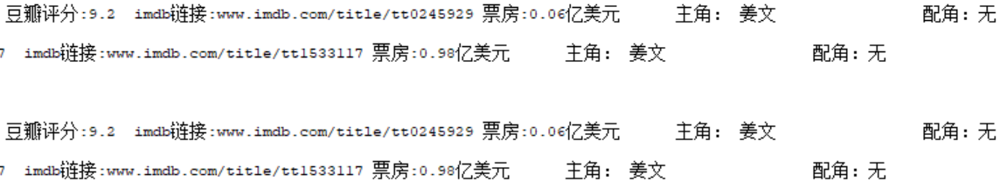 豆瓣评分:9.2 imdb链接:www.imdb.com/title/tt0245929 票房:0.06亿美元 主角: 姜文 配角: 无
7 imdb链接:www.imdb.com/title/tt1533117 票房:0.98亿美元 主角: 姜文 配角: 无
豆瓣评分:9.2 imdb链接:www.imdb.com/title/tt0245929 票房:0.06亿美元 主角: 姜文 配角: 无
7 imdb链接:www.imdb.com/title/tt1533117 票房:0.98亿美元 主角: 姜文 配角: 无